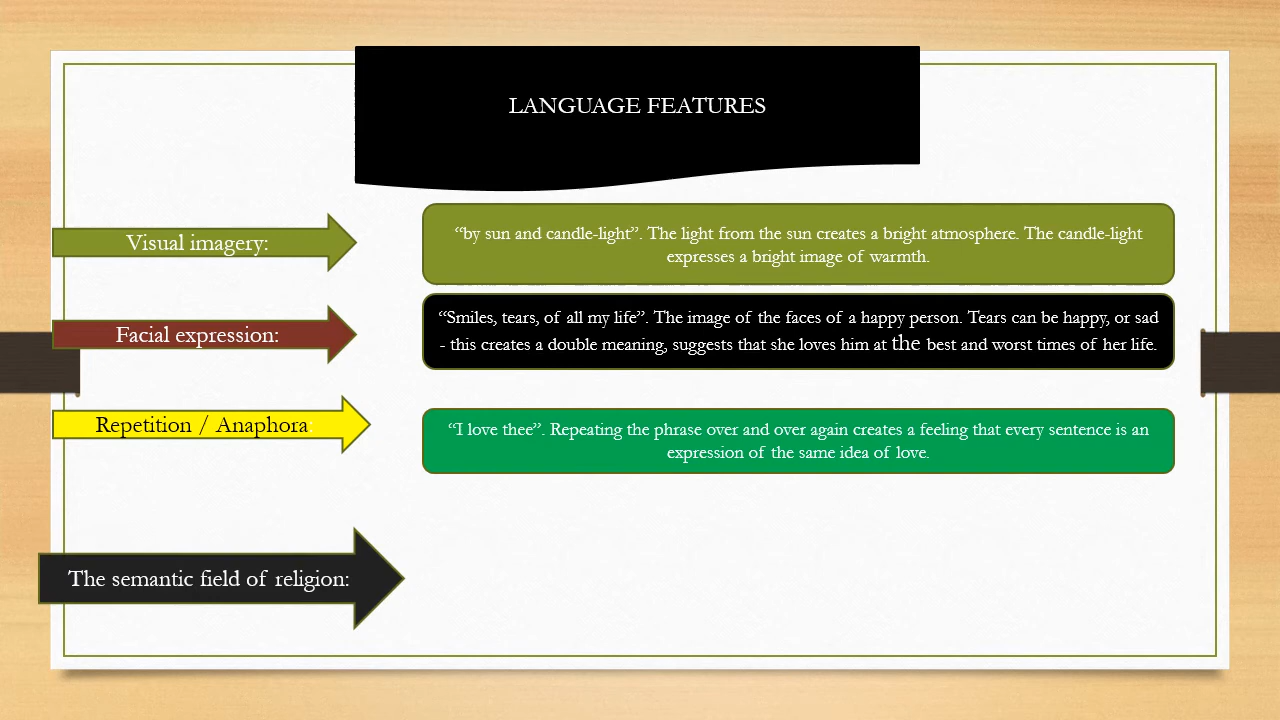 LANGUAGE FEATURES
Visual imagery:
“by sun and candle-light”. The light from the sun creates a bright atmosphere. The candle-light
expresses a bright image of warmth.
Facial expression:
“Smiles, tears, of all my life”. The image of the faces of a happy person. Tears can be happy, or sad
- this creates a double meaning, suggests that she loves him at the best and worst times of her life.
Repetition / Anaphora:
“I love thee”. Repeating the phrase over and over again creates a feeling that every sentence is an
expression of the same idea of love.
The semantic field of religion: